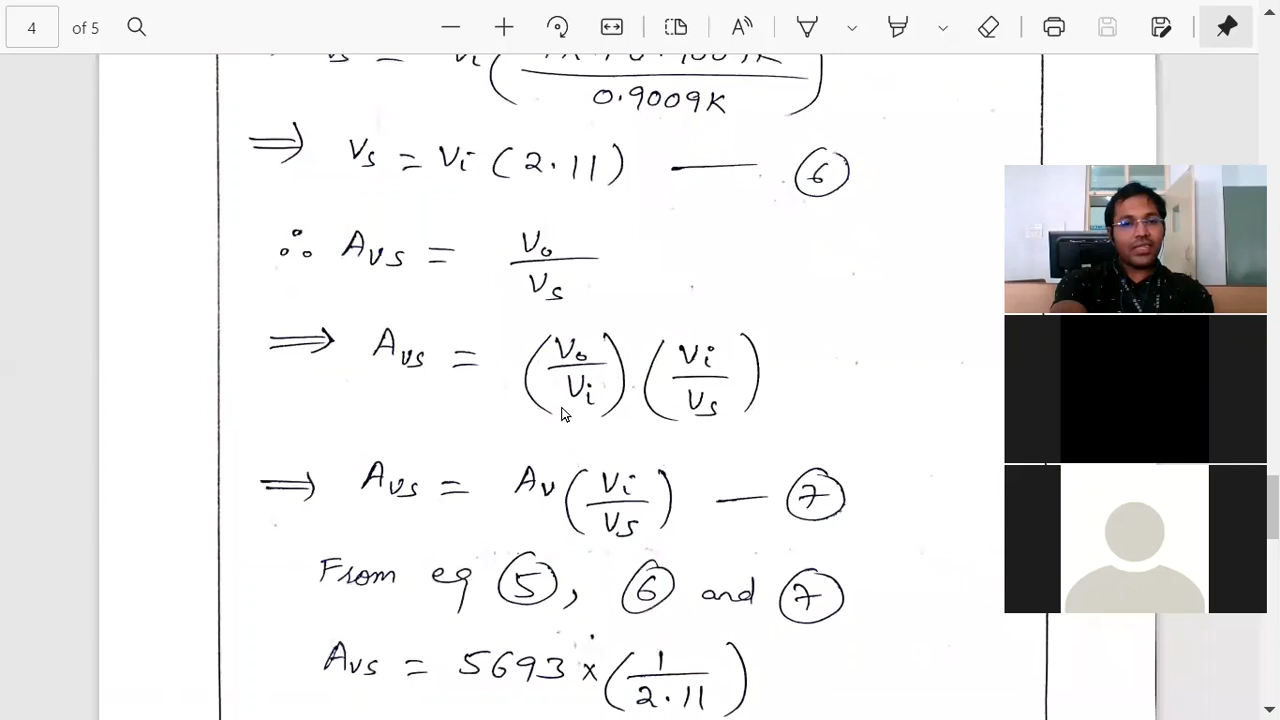 4 of 5
0.9009K
⟹ Vs = Vi (2.11) — ⑥
∴ Avs = Vo/Vs
⟹ Avs = (Vo/Vi) (Vi/Vs)
⟹ Avs = Av (Vi/Vs) — ⑦
From eq ⑤, ⑥ and ⑦
Avs = 5693 × (1/2.11)